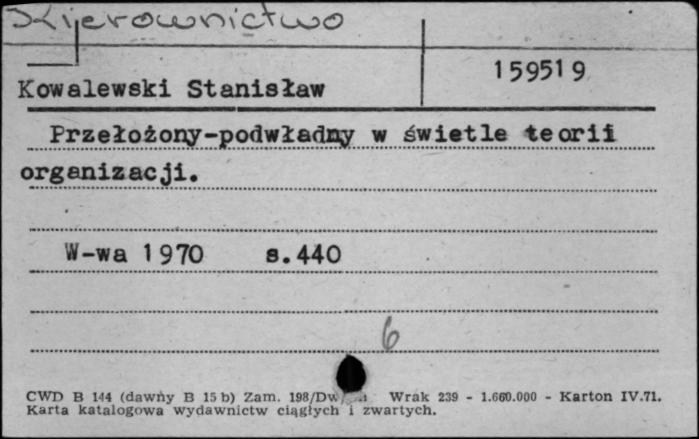 Kierownictwo
159519
Kowalewski Stanisław
Przełożony-podwładny w świetle teorii
organizacji.
W-wa 1970 s.440
6
CWD B 144 (dawny B 15 b) Zam. 198/Dw Wrak 239 - 1.660.000 - Karton IV.71.
Karta katalogowa wydawnictw ciągłych i zwartych.